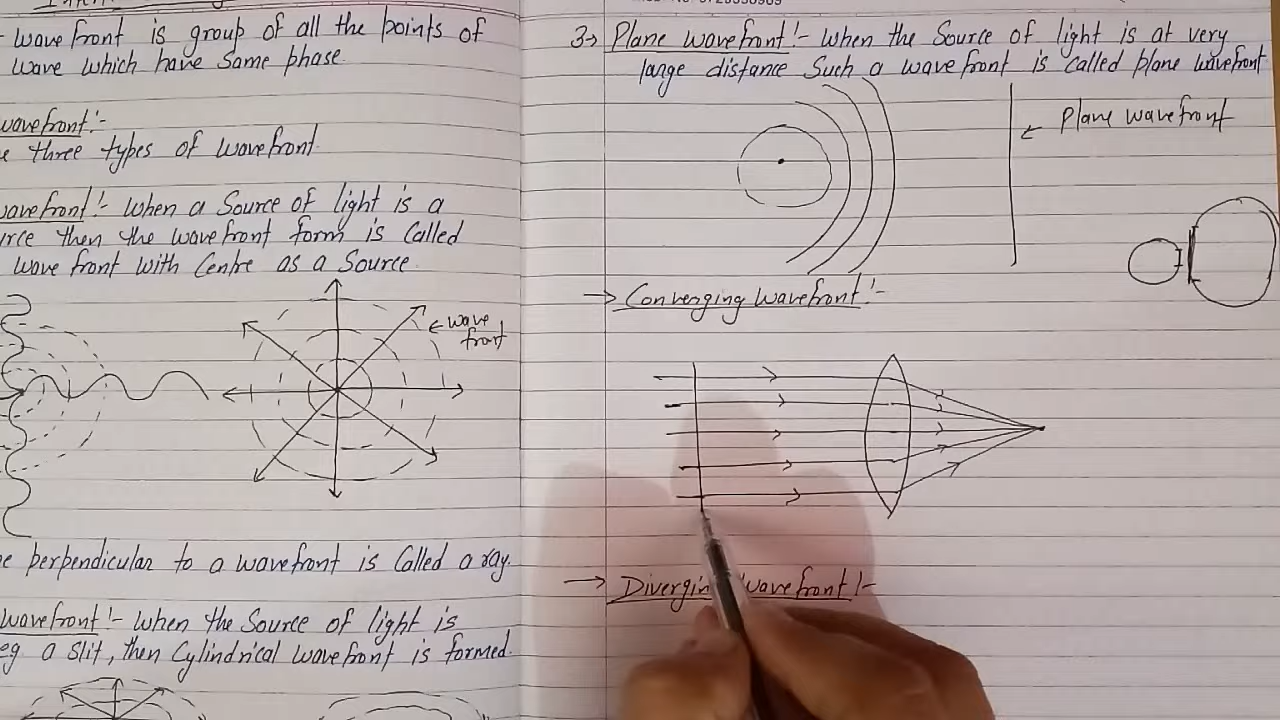 - Wavefront is group of all the points of
wave which have Same phase.
wavefront:-
three types of wavefront.
wavefront:- when a Source of light is a
then the wavefront form is Called
wave front with Centre as a Source.
← wave
front
perpendicular to a wavefront is Called a ray.
wavefront:- when the Source of light is
eg a slit, then Cylindrical wavefront is formed.
3→ Plane wavefront:- when the Source of light is at very
large distance Such a wavefront is called plane wavefront
← Plane wavefront
→ Converging wavefront:-
→ Diverging wavefront:-